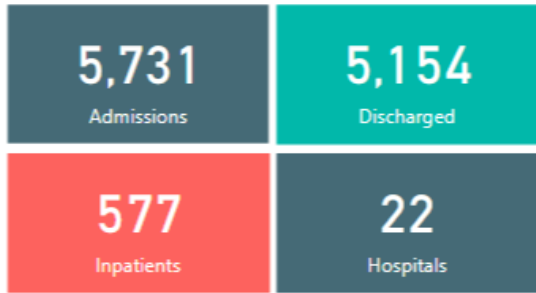 5,731
Admissions
5,154
Discharged
577
Inpatients
22
Hospitals